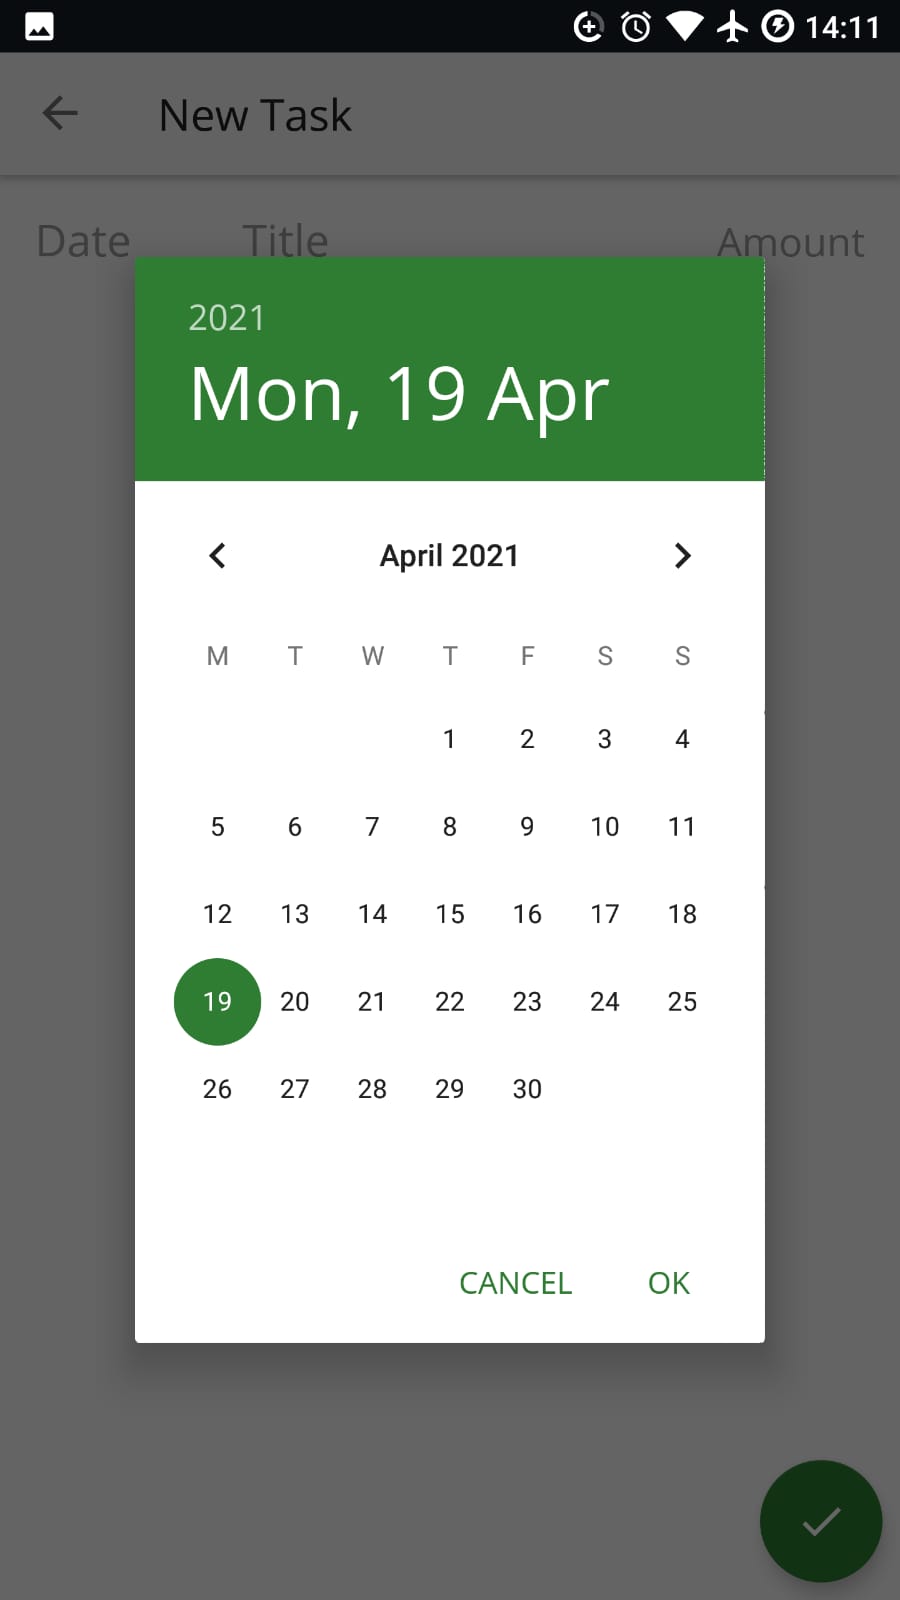 14:11
New Task
Date Title Amount
2021
Mon, 19 Apr
April 2021
M T W T F S S
1 2 3 4
5 6 7 8 9 10 11
12 13 14 15 16 17 18
19 20 21 22 23 24 25
26 27 28 29 30
CANCEL OK